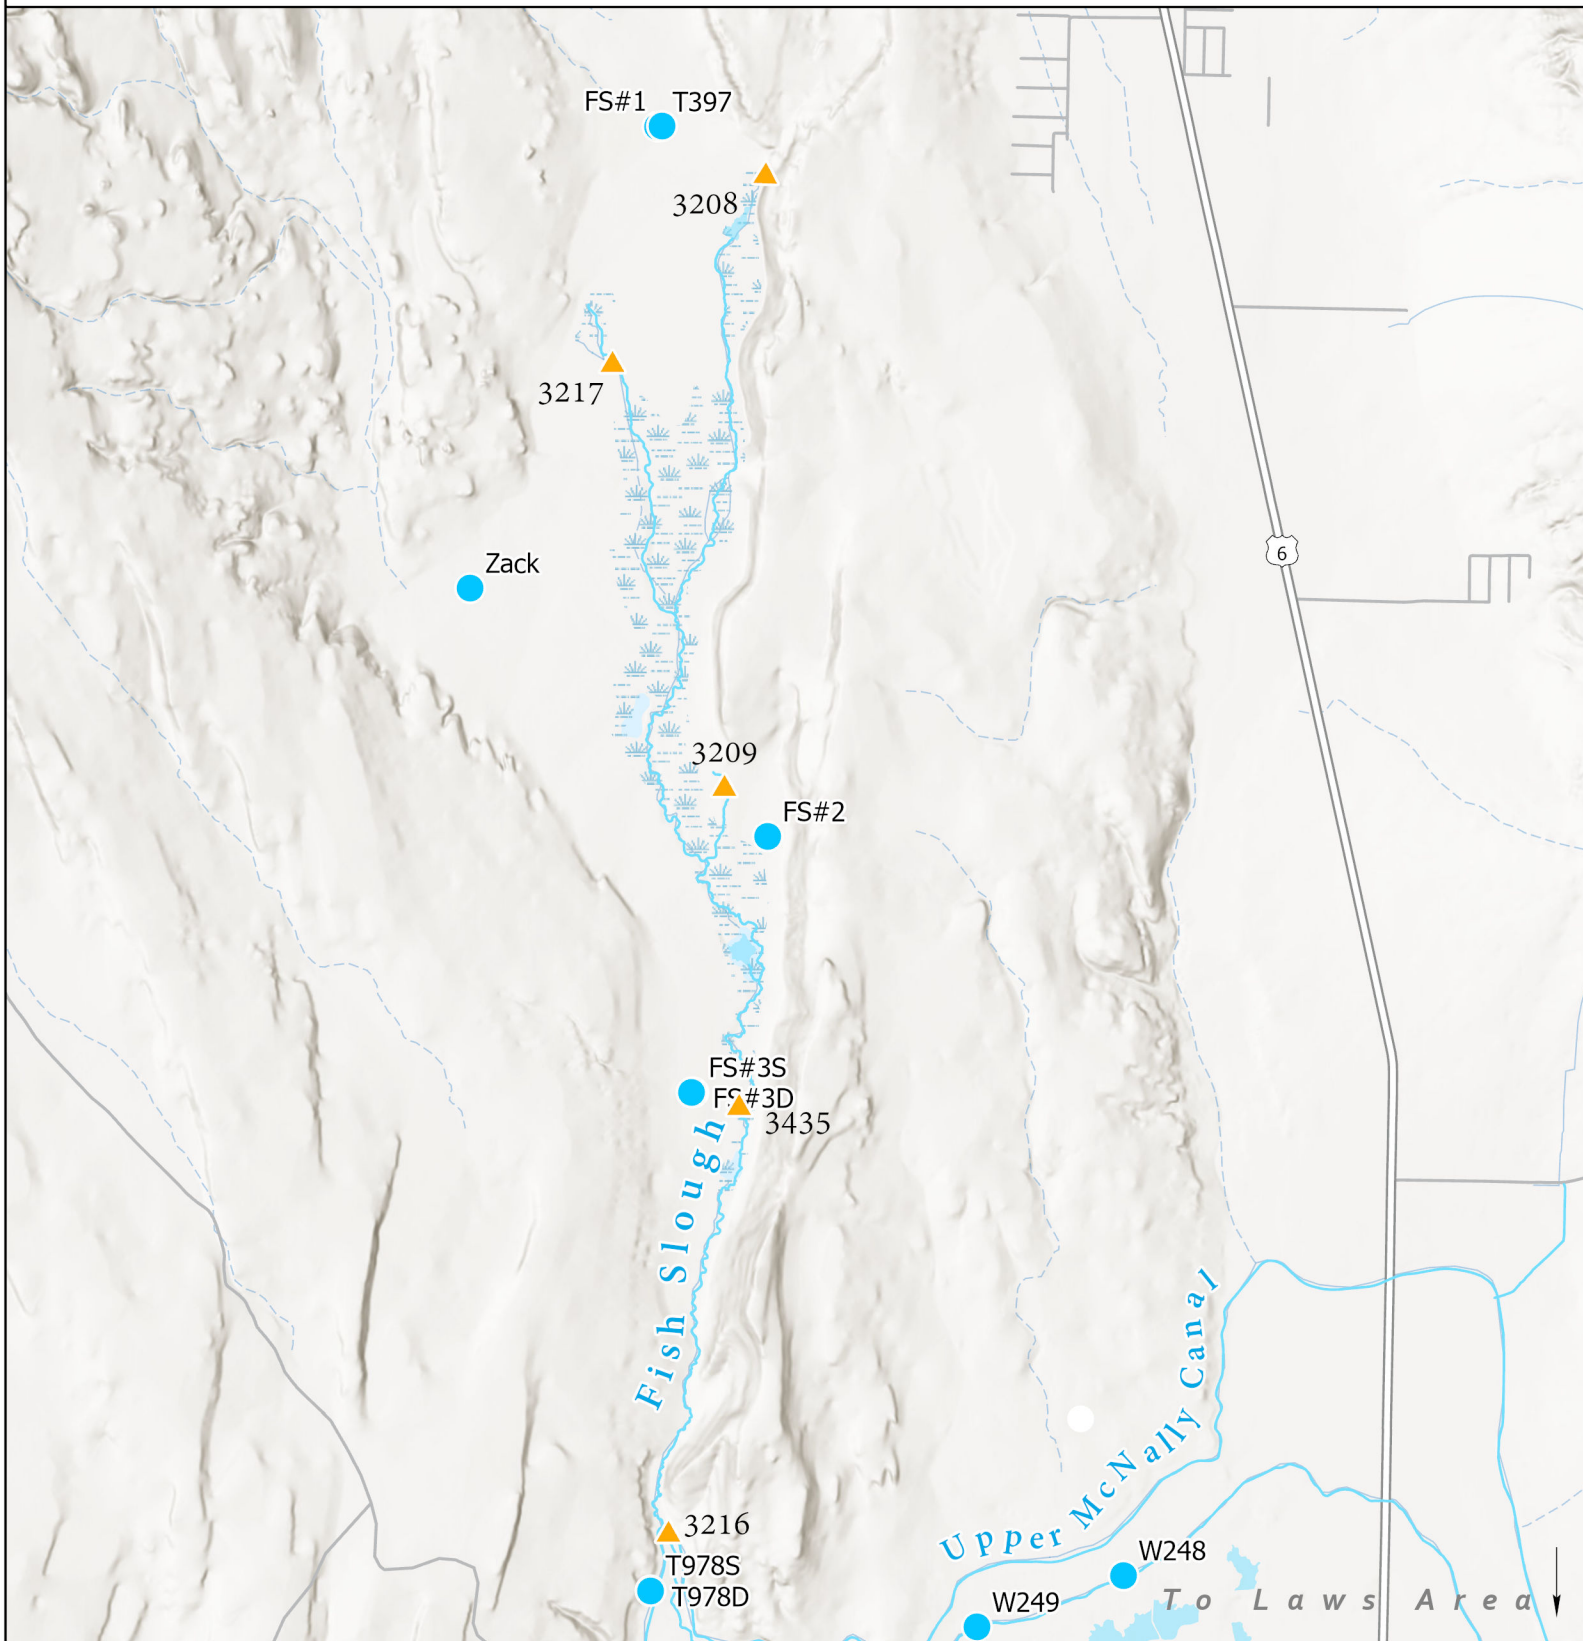 FS#1 T397
3208
3217
6
Zack
3209
FS#2
FS#3S
FS#3D
3435
Fish Slough
Upper McNally Canal
3216
T978S
T978D
W248
W249
To Laws Area